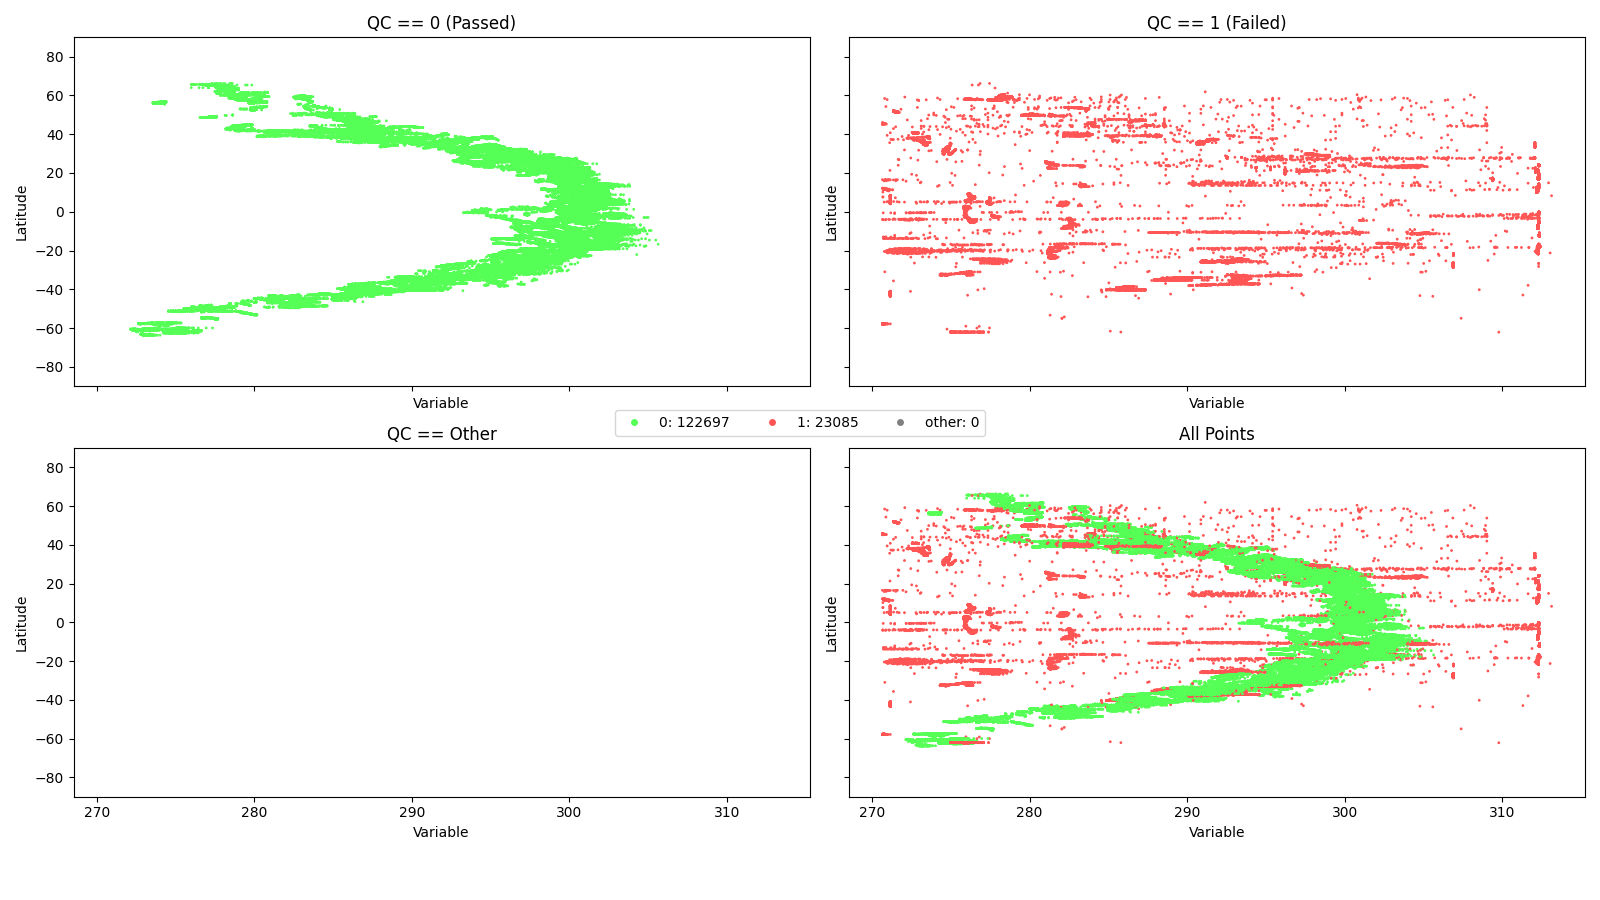 QC == 0 (Passed)
QC == 1 (Failed)
80
60
40
20
0
−20
−40
−60
−80
Latitude
Latitude
Variable
Variable
0: 122697 1: 23085 other: 0
QC == Other
All Points
80
60
40
20
0
−20
−40
−60
−80
Latitude
Latitude
270 280 290 300 310
270 280 290 300 310
Variable
Variable